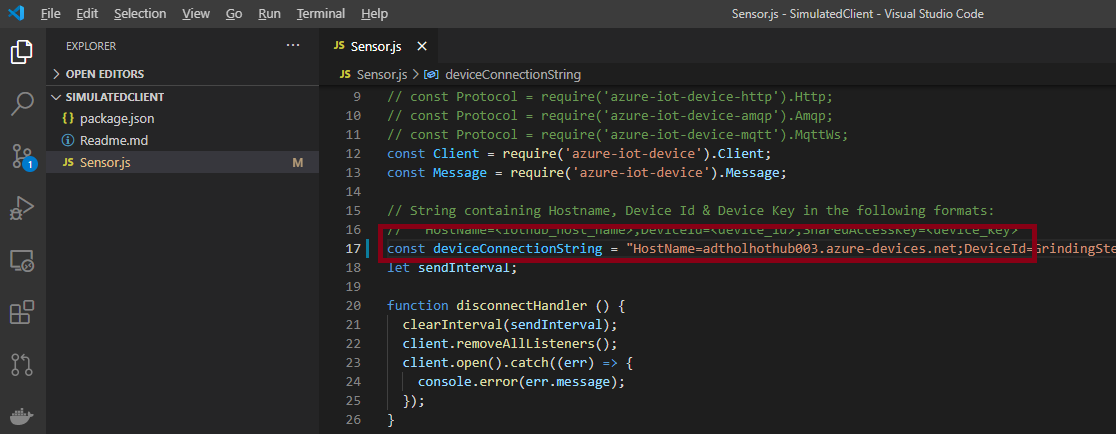 File Edit Selection View Go Run Terminal Help Sensor.js - SimulatedClient - Visual Studio Code
EXPLORER ···
OPEN EDITORS
SIMULATEDCLIENT
{ } package.json
Readme.md
JS Sensor.js M
1
JS Sensor.js ×
JS Sensor.js > deviceConnectionString
9 // const Protocol = require('azure-iot-device-http').Http;
10 // const Protocol = require('azure-iot-device-amqp').Amqp;
11 // const Protocol = require('azure-iot-device-mqtt').MqttWs;
12 const Client = require('azure-iot-device').Client;
13 const Message = require('azure-iot-device').Message;
14
15 // String containing Hostname, Device Id & Device Key in the following formats:
16 // "HostName=<iothub_host_name>;DeviceId=<device_id>;SharedAccessKey=<device_key>"
17 const deviceConnectionString = "HostName=adtholhothub003.azure-devices.net;DeviceId=GrindingSte
18 let sendInterval;
19
20 function disconnectHandler () {
21 clearInterval(sendInterval);
22 client.removeAllListeners();
23 client.open().catch((err) => {
24 console.error(err.message);
25 });
26 }